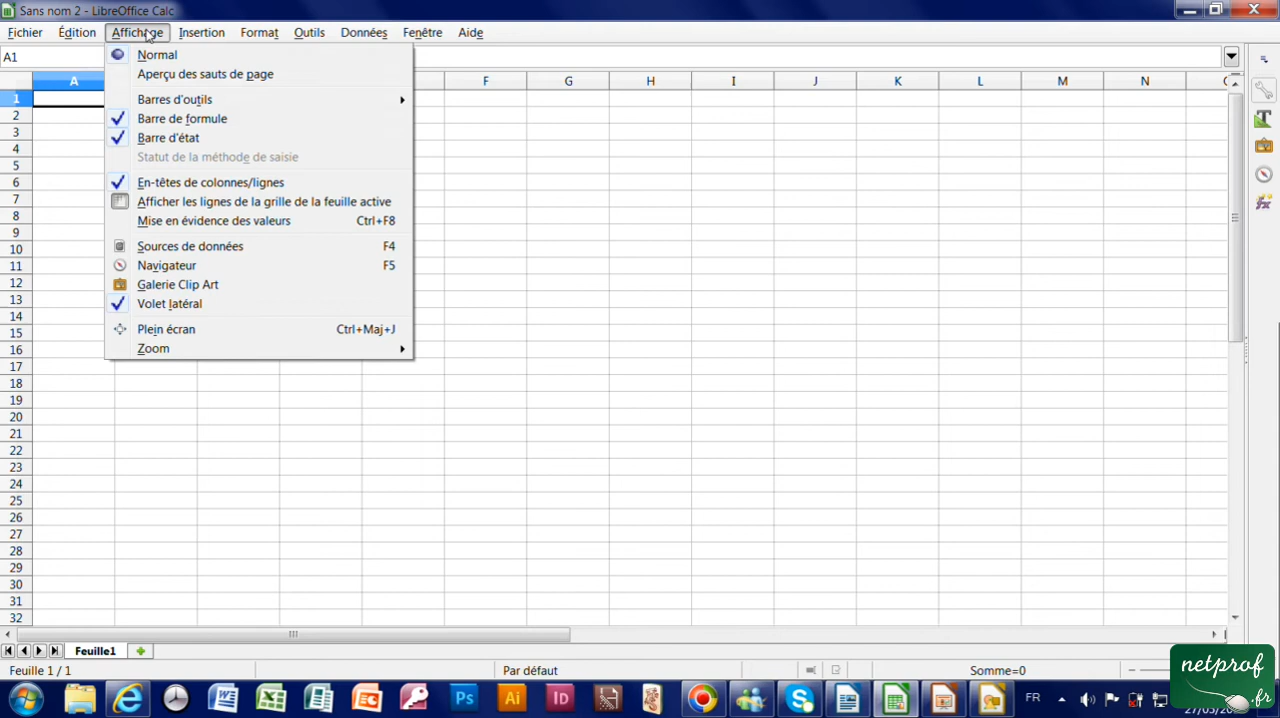 Sans nom 2 - LibreOffice Calc
Fichier Édition Affichage Insertion Format Outils Données Fenêtre Aide
A1
Normal
Aperçu des sauts de page
Barres d'outils
Barre de formule
Barre d'état
Statut de la méthode de saisie
En-têtes de colonnes/lignes
Afficher les lignes de la grille de la feuille active
Mise en évidence des valeurs Ctrl+F8
Sources de données F4
Navigateur F5
Galerie Clip Art
Volet latéral
Plein écran Ctrl+Maj+J
Zoom
A F G H I J K L M N
1
2
3
4
5
6
7
8
9
10
11
12
13
14
15
16
17
18
19
20
21
22
23
24
25
26
27
28
29
30
31
32
Feuille1
Feuille 1 / 1 Par défaut Somme=0
netprof
.fr
Ps Ai Id FR